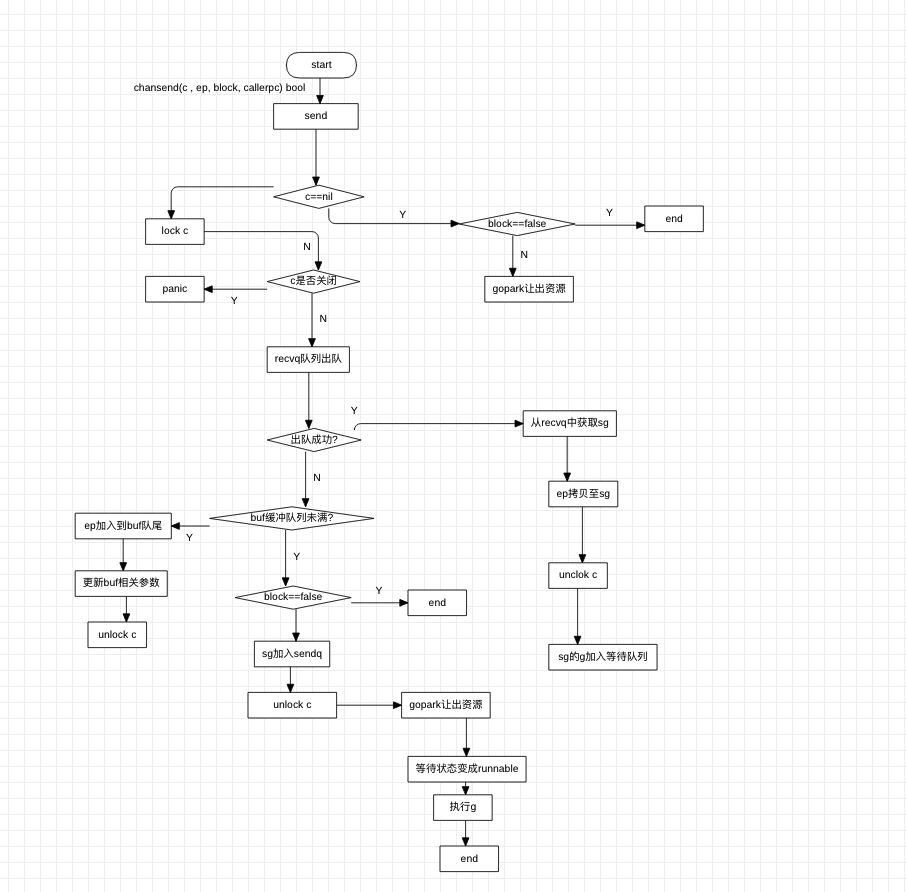 start
chansend(c , ep, block, callerpc) bool
send
c==nil
Y
block==false
Y
end
lock c
N
N
c是否关闭
panic
Y
gopark让出资源
N
recvq队列出队
Y
从recvq中获取sg
出队成功?
N
ep拷贝至sg
buf缓冲队列未满?
ep加入到buf队尾
Y
Y
unclok c
更新buf相关参数
block==false
Y
end
unlock c
sg加入sendq
sg的g加入等待队列
unlock c
gopark让出资源
等待状态变成runnable
执行g
end